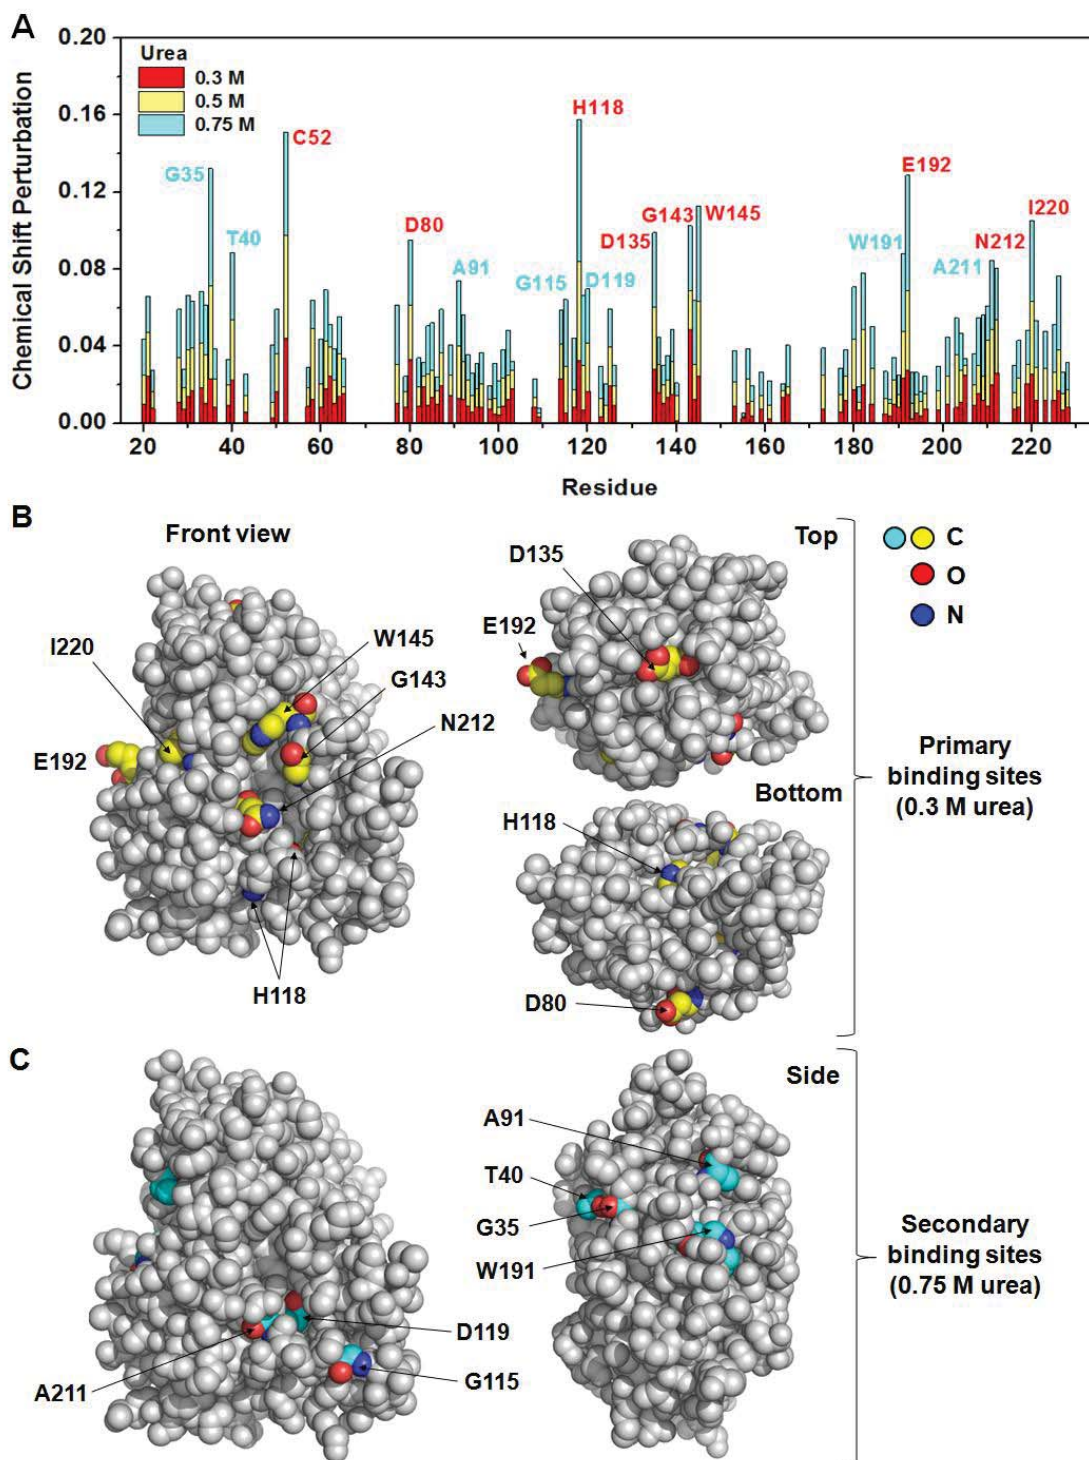 A
0.20
0.16
0.12
0.08
0.04
0.00
Chemical Shift Perturbation
Urea
0.3 M
0.5 M
0.75 M
G35
T40
C52
D80
A91
G115
H118
D119
D135
G143
W145
W191
E192
A211
N212
I220
20 40 60 80 100 120 140 160 180 200 220
Residue
B
Front view
I220
E192
W145
G143
N212
H118
Top
D135
E192
Bottom
H118
D80
C
O
N
Primary
binding sites
(0.3 M urea)
C
A211
D119
G115
Side
A91
T40
G35
W191
Secondary
binding sites
(0.75 M urea)